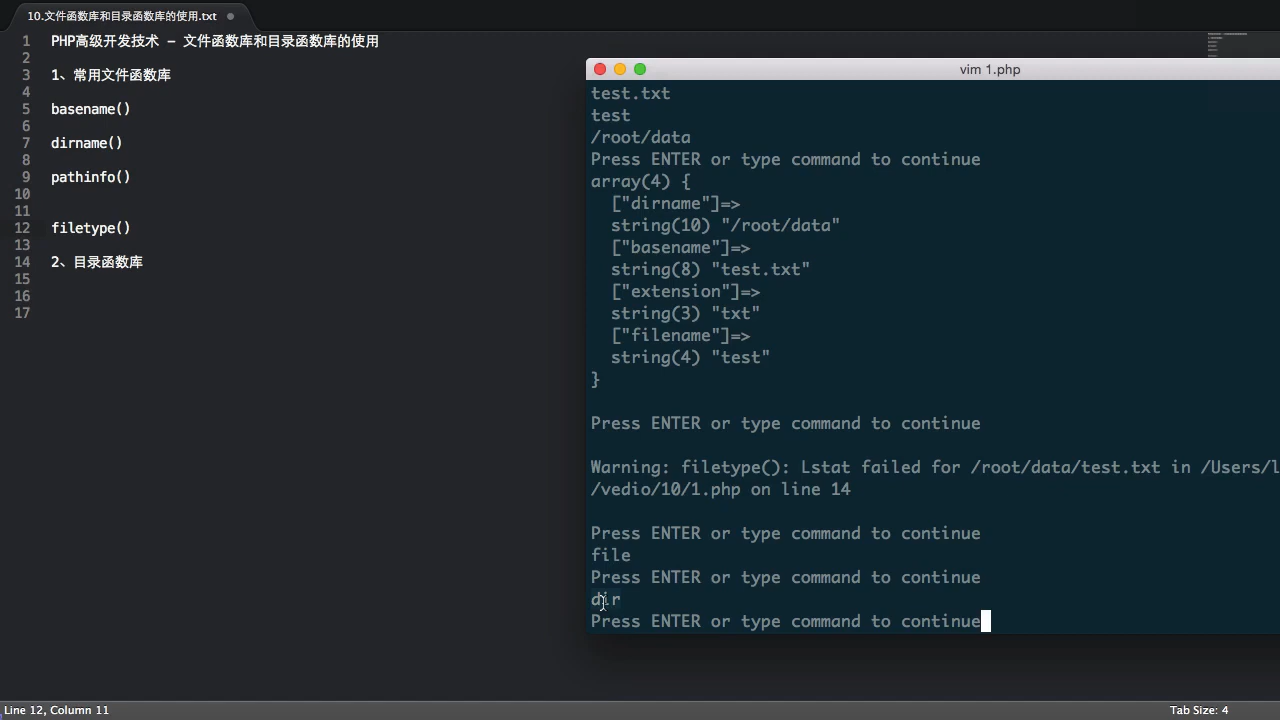 10.文件函数库和目录函数库的使用.txt
1 PHP高级开发技术 - 文件函数库和目录函数库的使用
2
3 1、常用文件函数库
4
5 basename()
6
7 dirname()
8
9 pathinfo()
10
11
12 filetype()
13
14 2、目录函数库
15
16
17
vim 1.php
test.txt
test
/root/data
Press ENTER or type command to continue
array(4) {
["dirname"]=>
string(10) "/root/data"
["basename"]=>
string(8) "test.txt"
["extension"]=>
string(3) "txt"
["filename"]=>
string(4) "test"
}
Press ENTER or type command to continue
Warning: filetype(): Lstat failed for /root/data/test.txt in /Users/l
/vedio/10/1.php on line 14
Press ENTER or type command to continue
file
Press ENTER or type command to continue
dir
Press ENTER or type command to continue
Line 12, Column 11
Tab Size: 4